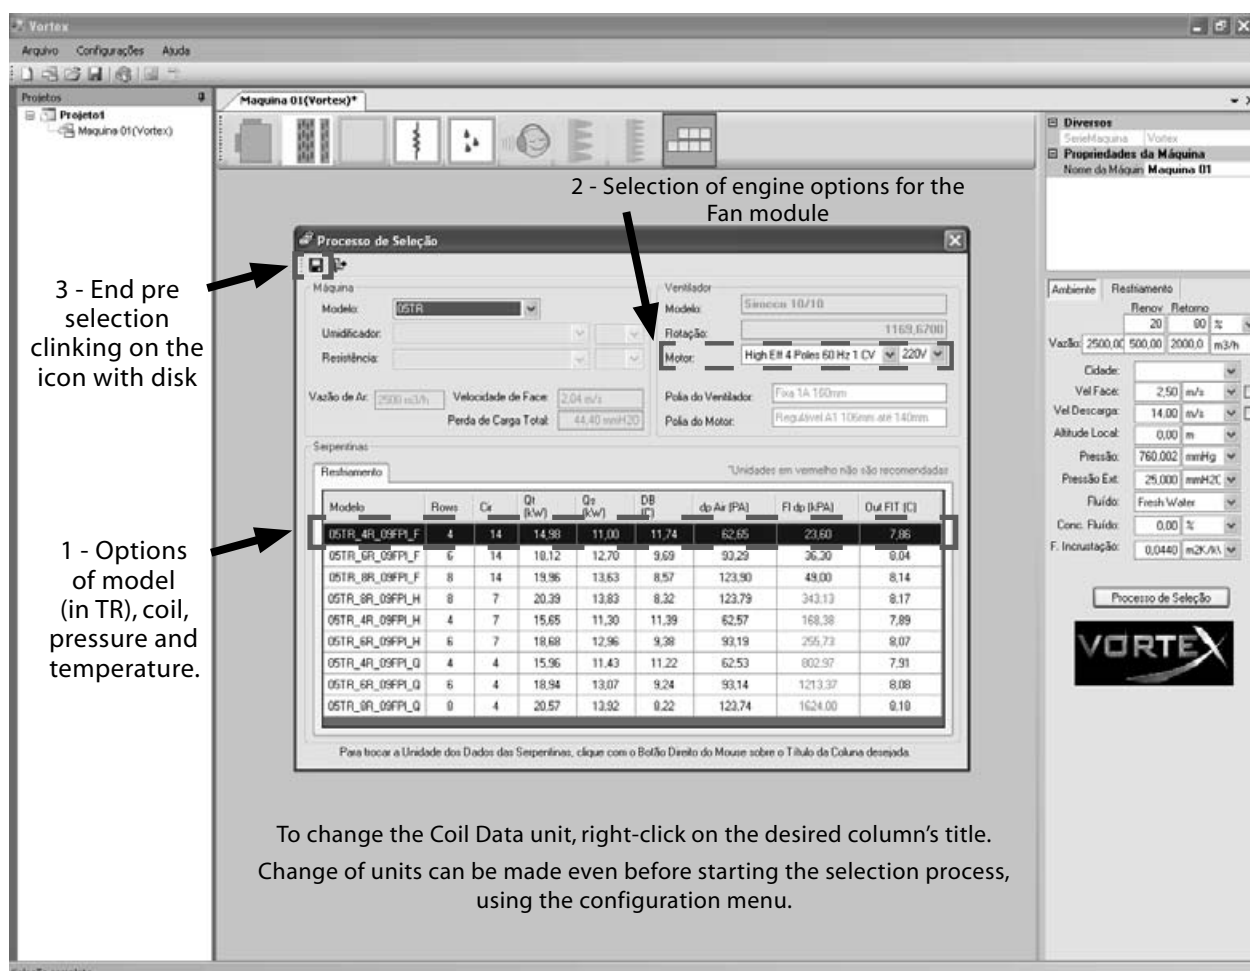 Vortex
Arquivo Configurações Ajuda
Projetos
Projeto1
Maquina 01(Vortex)
Maquina 01(Vortex)*
2 - Selection of engine options for the
Fan module
Processo de Seleção
3 - End pre
selection
clinking on the
icon with disk
Máquina
Modelo: 05TR
Umidificador:
Resistência:
Vazão de Ar: 2500 m3/h Velocidade de Face: 2,04 m/s
Perda de Carga Total: 44,40 mmH2O
Ventilador
Modelo: Sirocco 10/10
Rotação: 1169,6700
Motor: High Eff 4 Poles 60 Hz 1 CV 220V
Polia do Ventilador: Fixa 1A 160mm
Polia do Motor: Regulável A1 106mm até 140mm
Serpentinas
Resfriamento *Unidades em vermelho não são recomendadas
Modelo Rows Cir Qt (kW) Qs (kW) DB (C) dp Air (PA) Fl dp (kPA) Out FlT (C)
05TR_4R_09FPI_F 4 14 14,98 11,00 11,74 62,65 23,60 7,86
05TR_6R_09FPI_F 6 14 18,12 12,70 9,69 93,29 36,30 8,04
05TR_8R_09FPI_F 8 14 19,96 13,63 8,57 123,90 49,00 8,14
05TR_8R_09FPI_H 8 7 20,39 13,83 8,32 123,79 343,13 8,17
05TR_4R_09FPI_H 4 7 15,65 11,30 11,39 62,57 168,38 7,89
05TR_6R_09FPI_H 6 7 18,68 12,96 9,38 93,19 255,73 8,07
05TR_4R_09FPI_Q 4 4 15,96 11,43 11,22 62,53 802,97 7,91
05TR_6R_09FPI_Q 6 4 18,94 13,07 9,24 93,14 1213,37 8,08
05TR_8R_09FPI_Q 8 4 20,57 13,92 8,22 123,74 1624,00 8,18
Para trocar a Unidade dos Dados das Serpentinas, clique com o Botão Direito do Mouse sobre o Título da Coluna desejada.
1 - Options
of model
(in TR), coil,
pressure and
temperature.
To change the Coil Data unit, right-click on the desired column's title.
Change of units can be made even before starting the selection process,
using the configuration menu.
Diversos
SerieMaquina Vortex
Propriedades da Máquina
Nome da Máquin Maquina 01
Ambiente Resfriamento
Renov Retorno
20 80 %
Vazão: 2500,00 500,00 2000,0 m3/h
Cidade:
Vel Face: 2,50 m/s
Vel Descarga: 14,00 m/s
Altitude Local: 0,00 m
Pressão: 760,002 mmHg
Pressão Ext: 25,000 mmH2C
Fluído: Fresh Water
Conc. Fluído: 0,00 %
F. Incrustação: 0,0440 m2K/k\
Processo de Seleção
VORTEX